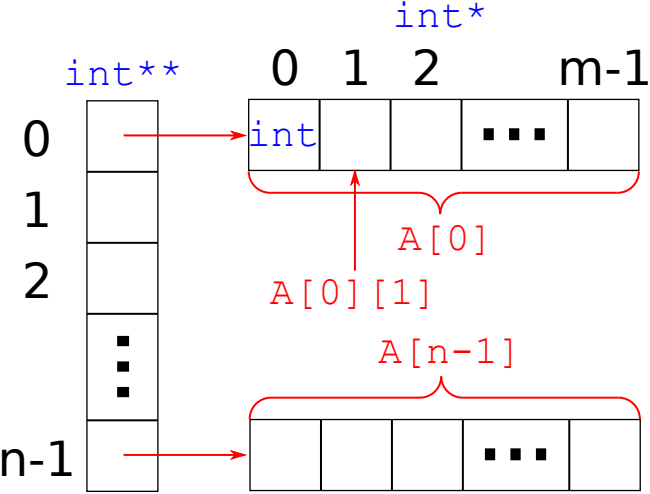 int*
int**
0 1 2 m-1
0
int
...
1
A[0]
2
A[0][1]
A[n-1]
n-1
...